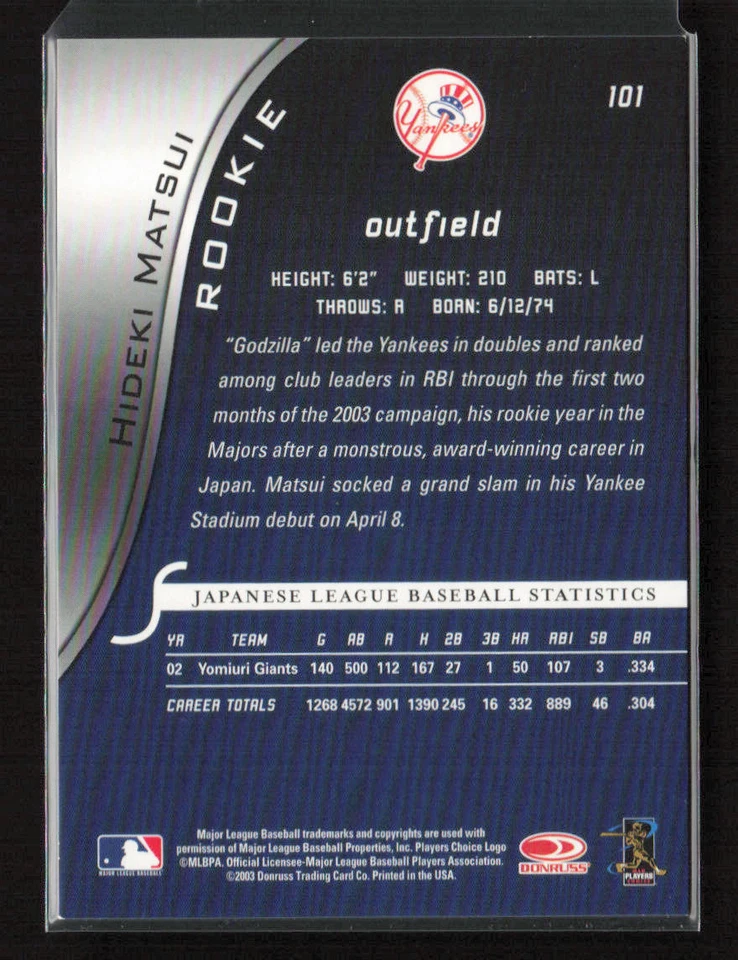 101
Yankees
HIDEKI MATSUI
ROOKIE
outfield
HEIGHT: 6'2" WEIGHT: 210 BATS: L
THROWS: R BORN: 6/12/74
"Godzilla" led the Yankees in doubles and ranked
among club leaders in RBI through the first two
months of the 2003 campaign, his rookie year in the
Majors after a monstrous, award-winning career in
Japan. Matsui socked a grand slam in his Yankee
Stadium debut on April 8.
JAPANESE LEAGUE BASEBALL STATISTICS
YR TEAM G AB R H 2B 3B HR RBI SB BA
02 Yomiuri Giants 140 500 112 167 27 1 50 107 3 .334
CAREER TOTALS 1268 4572 901 1390 245 16 332 889 46 .304
Major League Baseball trademarks and copyrights are used with
permission of Major League Baseball Properties, Inc. Players Choice Logo
©MLBPA. Official Licensee-Major League Baseball Players Association.
©2003 Donruss Trading Card Co. Printed in the USA.
MAJOR LEAGUE BASEBALL
DONRUSS
PLAYERS
CHOICE